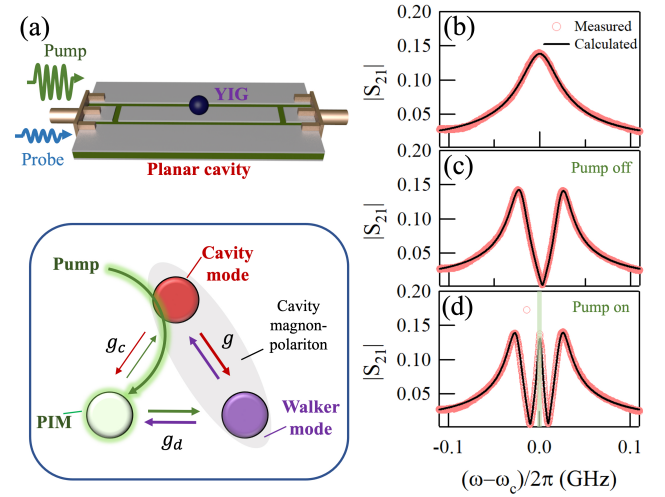 (a)
Pump
YIG
Probe
Planar cavity
Pump
Cavity
mode
g_c
g
Cavity
magnon-
polariton
PIM
g_d
Walker
mode
(b)
Measured
Calculated
|S21|
0.20
0.15
0.10
0.05
(c)
Pump off
|S21|
0.20
0.15
0.10
0.05
(d)
Pump on
|S21|
0.20
0.15
0.10
0.05
-0.1
0.0
0.1
(ω−ω_c)/2π (GHz)